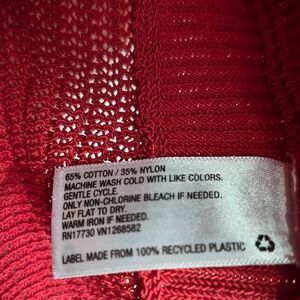 65% COTTON / 35% NYLON
MACHINE WASH COLD WITH LIKE COLORS.
GENTLE CYCLE.
ONLY NON-CHLORINE BLEACH IF NEEDED.
LAY FLAT TO DRY.
WARM IRON IF NEEDED.
RN17730 VN1268582
LABEL MADE FROM 100% RECYCLED PLASTIC